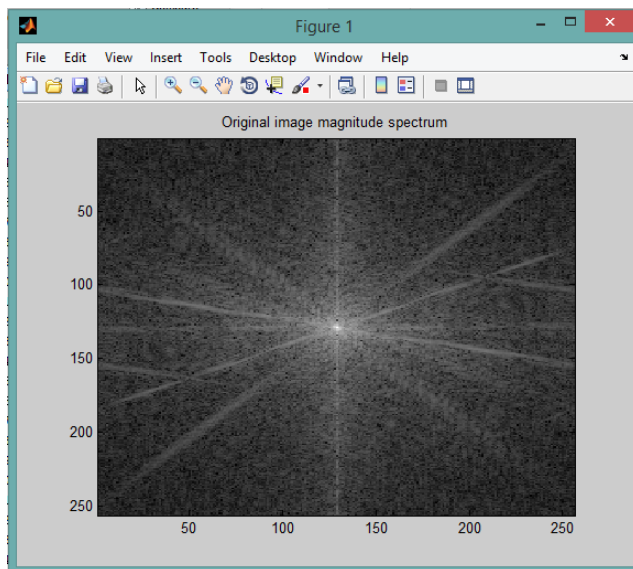 Figure 1
File Edit View Insert Tools Desktop Window Help
Original image magnitude spectrum
50
100
150
200
250
50 100 150 200 250